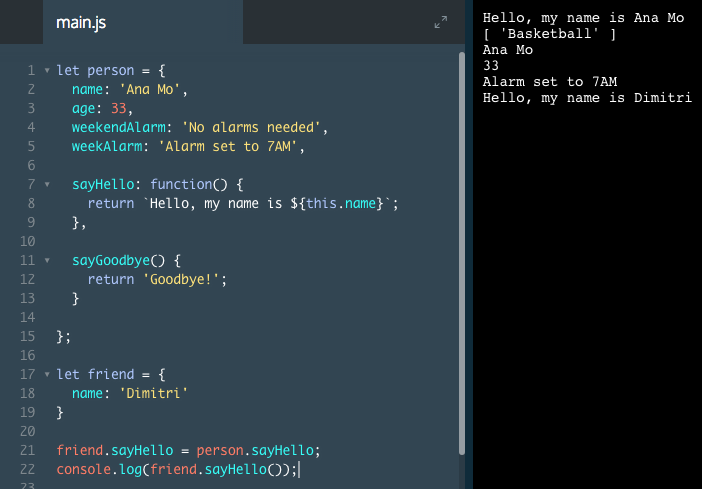 main.js
1 let person = {
2 name: 'Ana Mo',
3 age: 33,
4 weekendAlarm: 'No alarms needed',
5 weekAlarm: 'Alarm set to 7AM',
6
7 sayHello: function() {
8 return `Hello, my name is ${this.name}`;
9 },
10
11 sayGoodbye() {
12 return 'Goodbye!';
13 }
14
15 };
16
17 let friend = {
18 name: 'Dimitri'
19 }
20
21 friend.sayHello = person.sayHello;
22 console.log(friend.sayHello());
23
Hello, my name is Ana Mo
[ 'Basketball' ]
Ana Mo
33
Alarm set to 7AM
Hello, my name is Dimitri